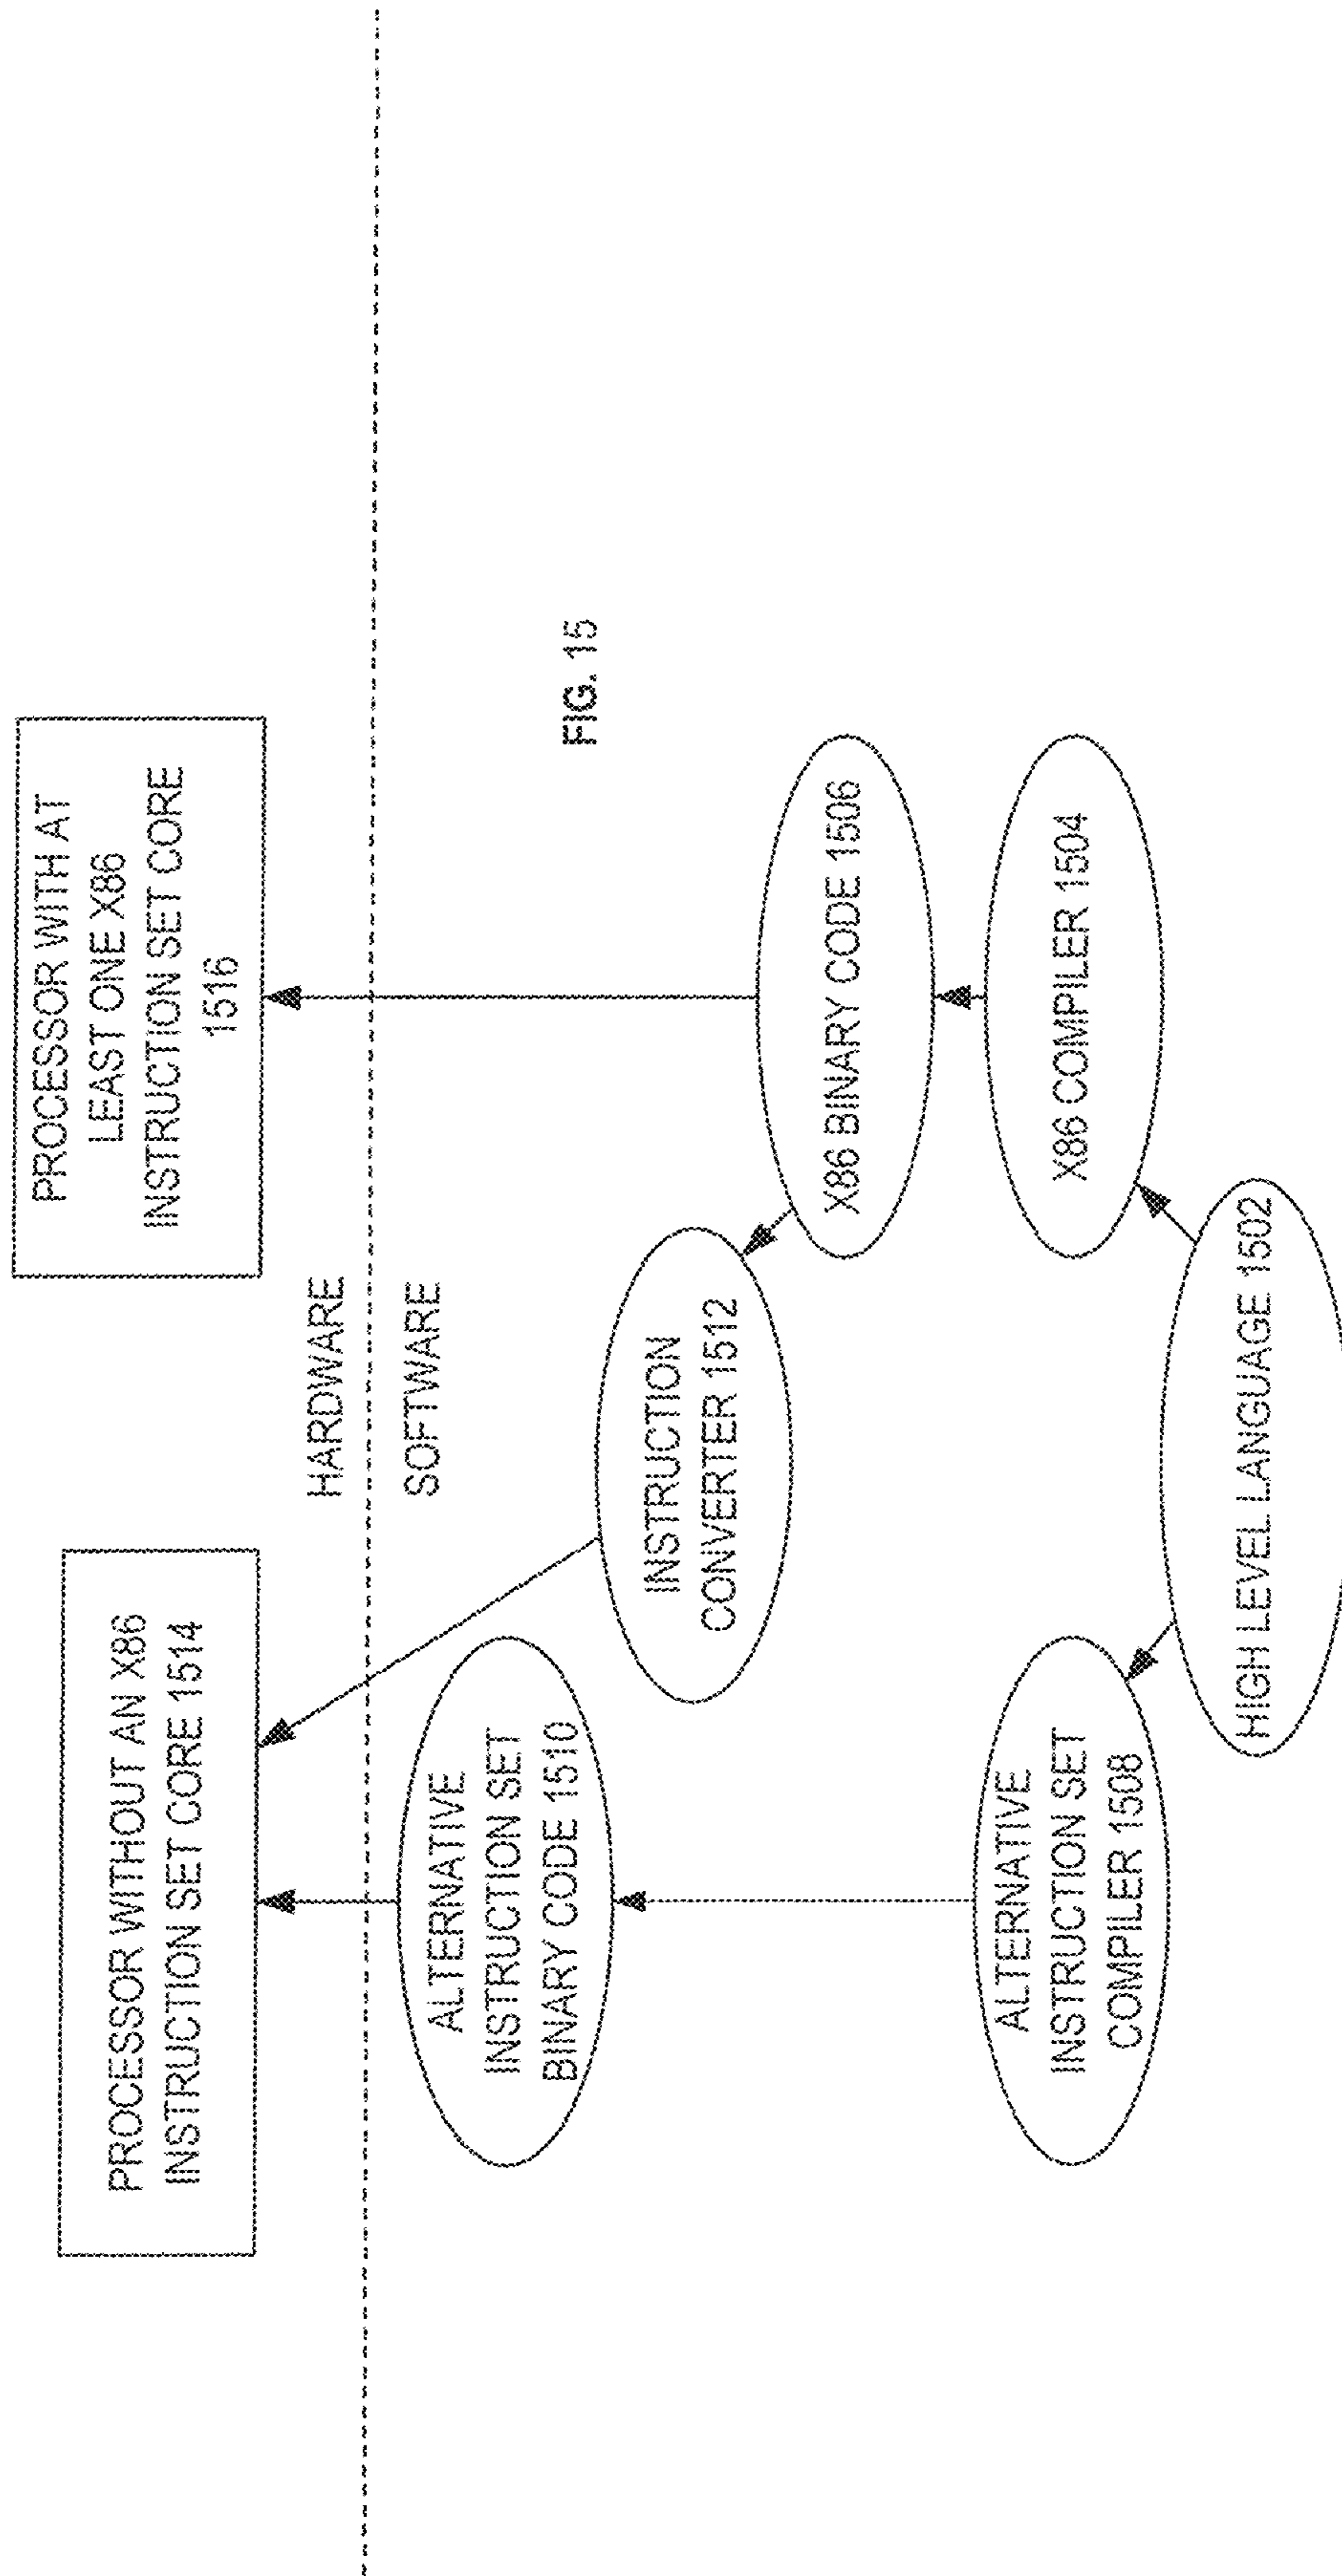 PROCESSOR WITHOUT AN X86
INSTRUCTION SET CORE 1514
PROCESSOR WITH AT
LEAST ONE X86
INSTRUCTION SET CORE
1516
HARDWARE
SOFTWARE
ALTERNATIVE
INSTRUCTION SET
BINARY CODE 1510
INSTRUCTION
CONVERTER 1512
FIG. 15
X86 BINARY CODE 1506
ALTERNATIVE
INSTRUCTION SET
COMPILER 1508
X86 COMPILER 1504
HIGH LEVEL LANGUAGE 1502